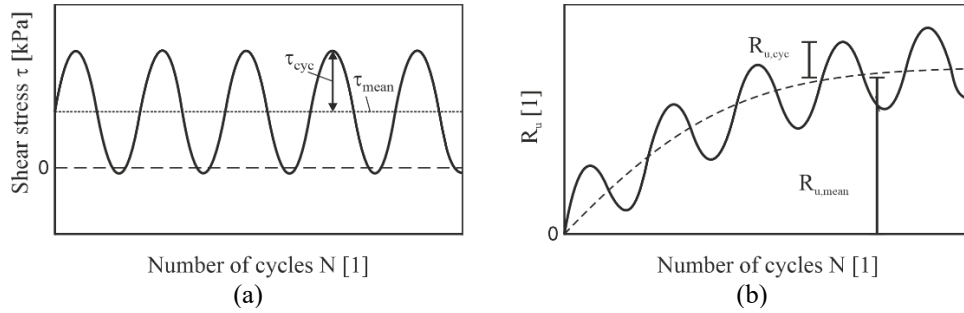 Shear stress τ [kPa]
τcyc
τmean
0
Number of cycles N [1]
(a)
Ru [1]
Ru,cyc
Ru,mean
0
Number of cycles N [1]
(b)